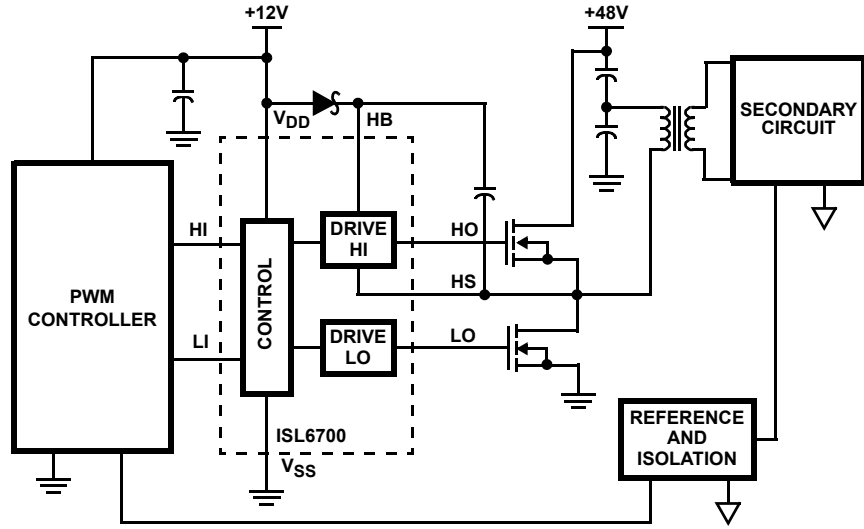 +12V
+48V
SECONDARY
CIRCUIT
VDD
HB
HI
DRIVE
HI
HO
HS
PWM
CONTROLLER
CONTROL
LI
DRIVE
LO
LO
ISL6700
VSS
REFERENCE
AND
ISOLATION